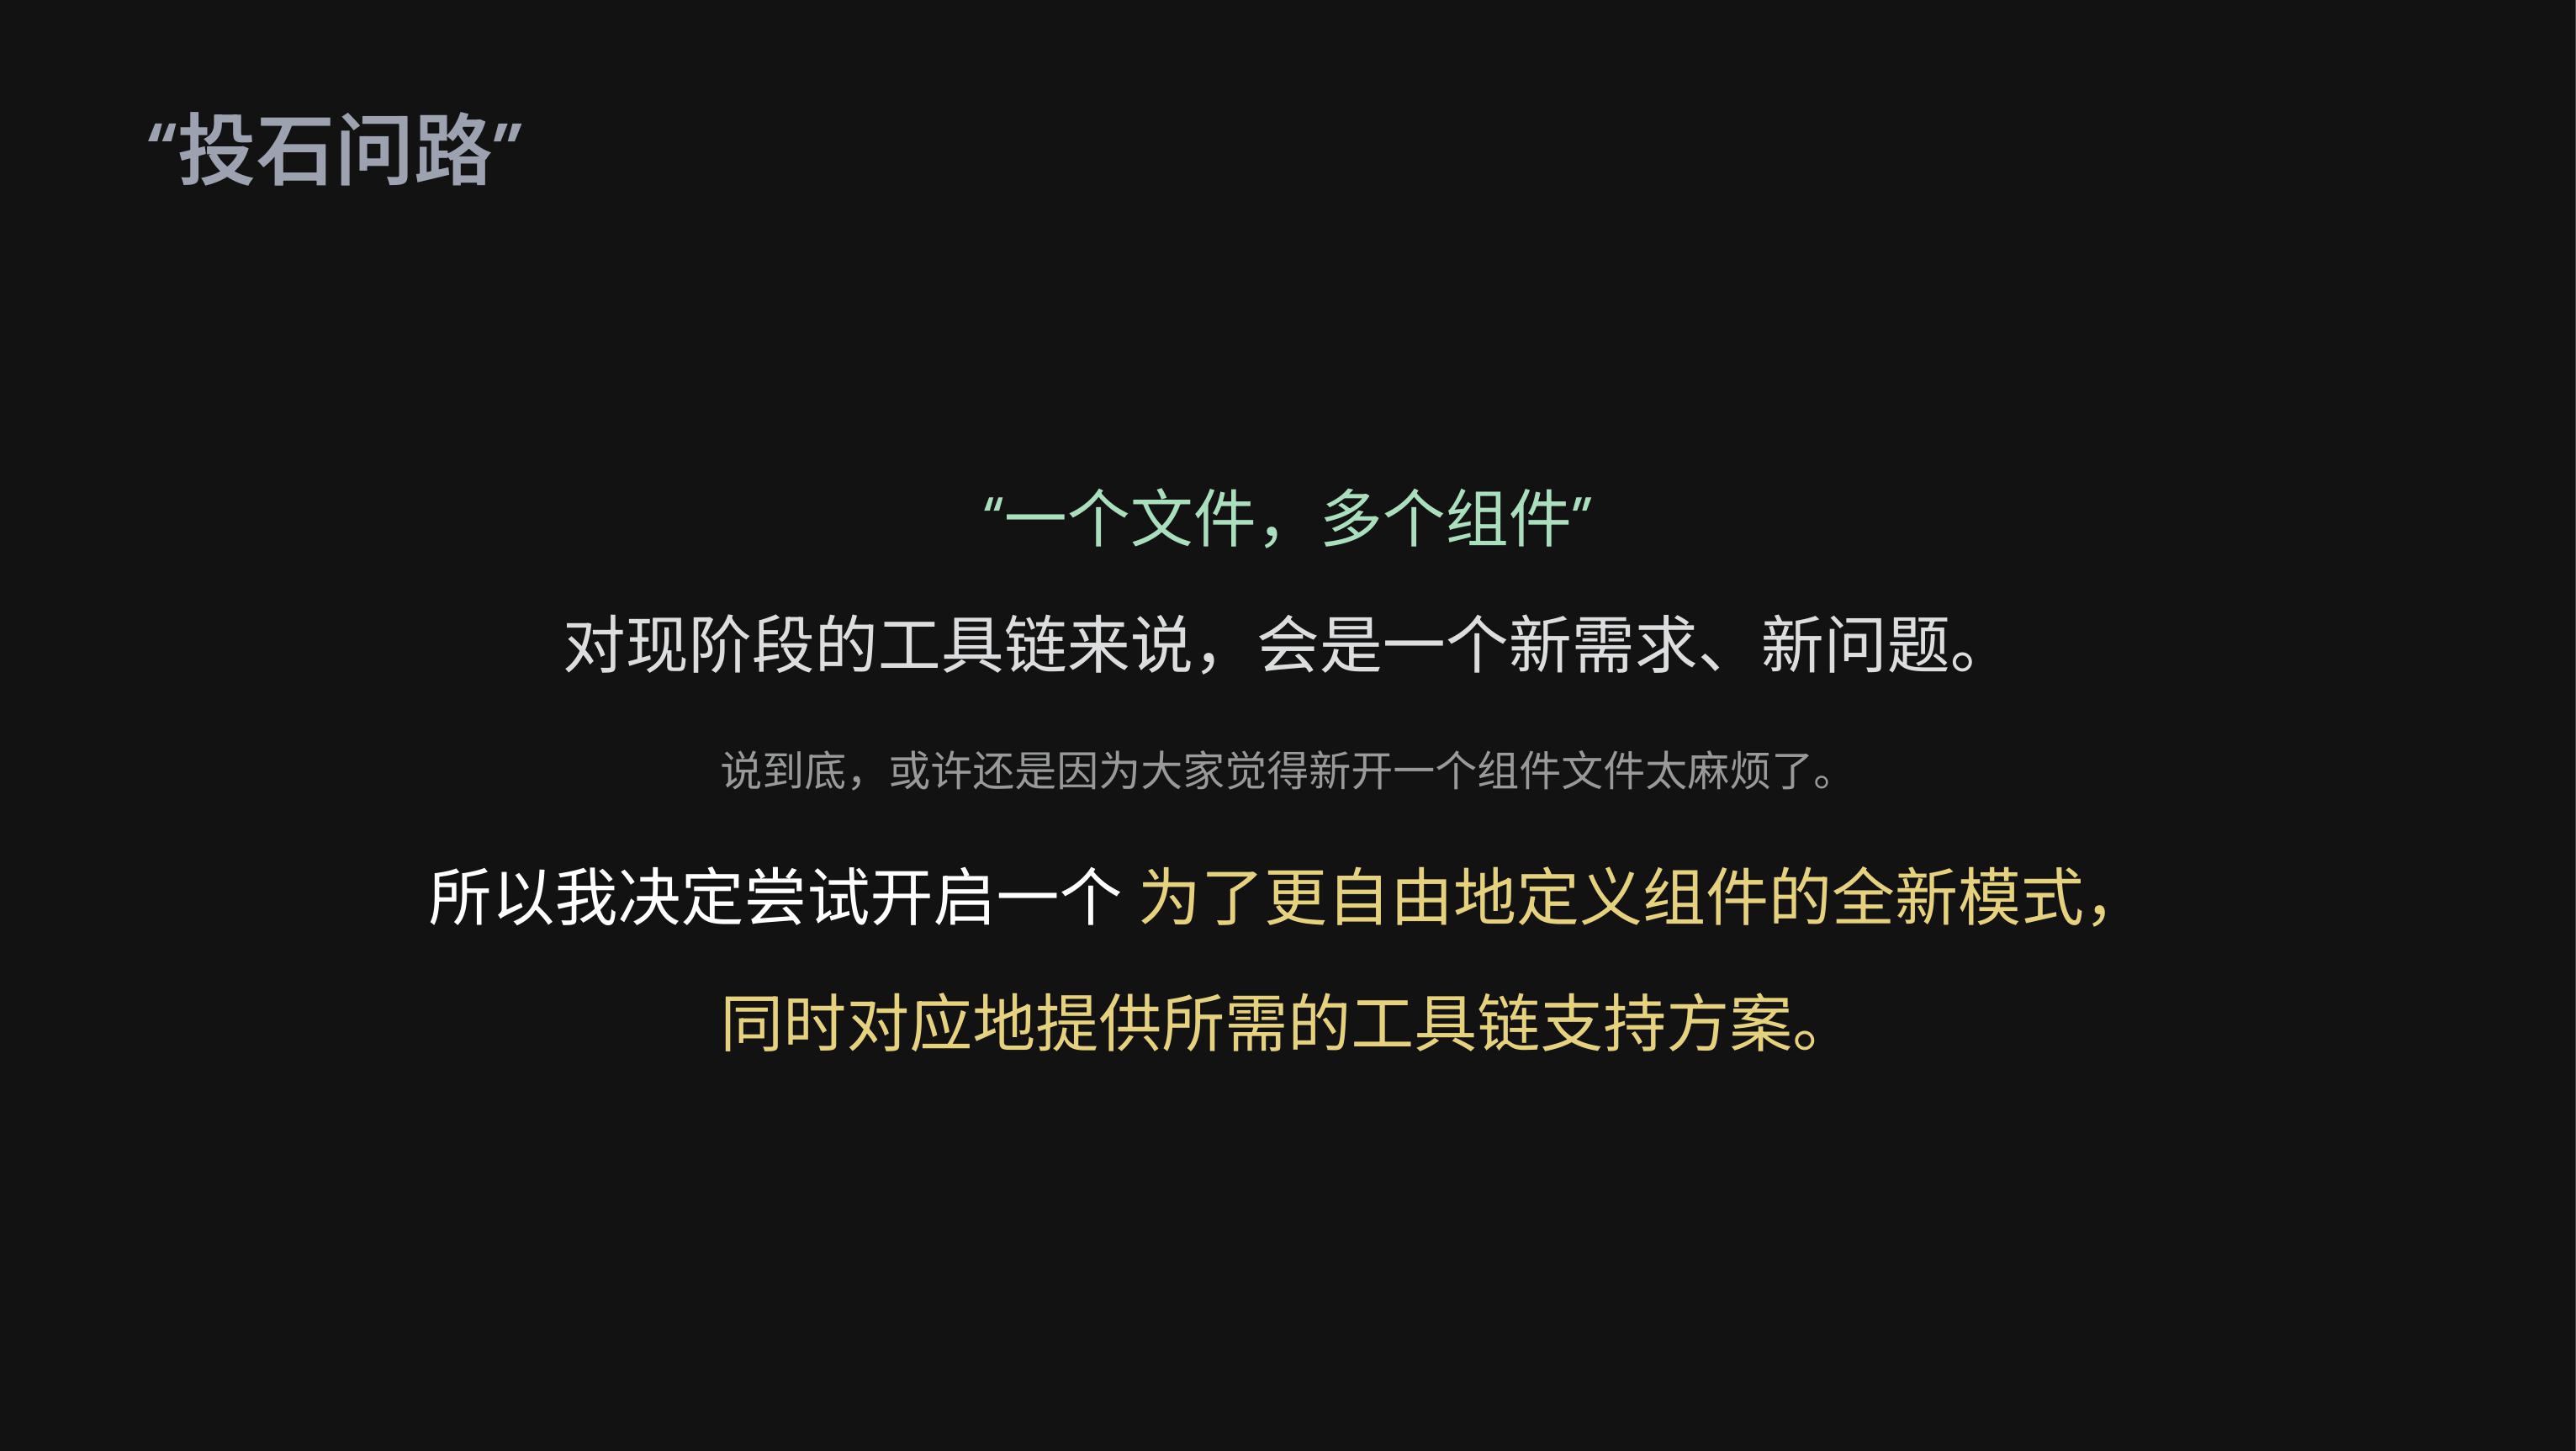 “投石问路”
“一个文件，多个组件”
对现阶段的工具链来说，会是一个新需求、新问题。
说到底，或许还是因为大家觉得新开一个组件文件太麻烦了。
所以我决定尝试开启一个 为了更自由地定义组件的全新模式，
同时对应地提供所需的工具链支持方案。